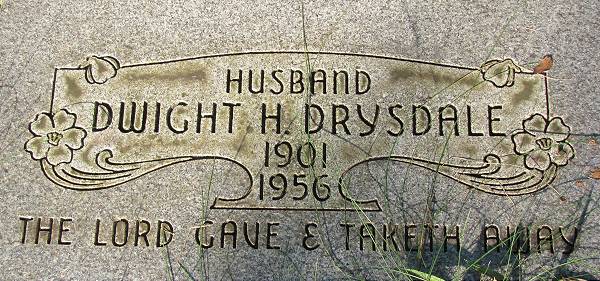 HUSBAND
DWIGHT H. DRYSDALE
1901
1956
THE LORD GAVE & TAKETH AWAY